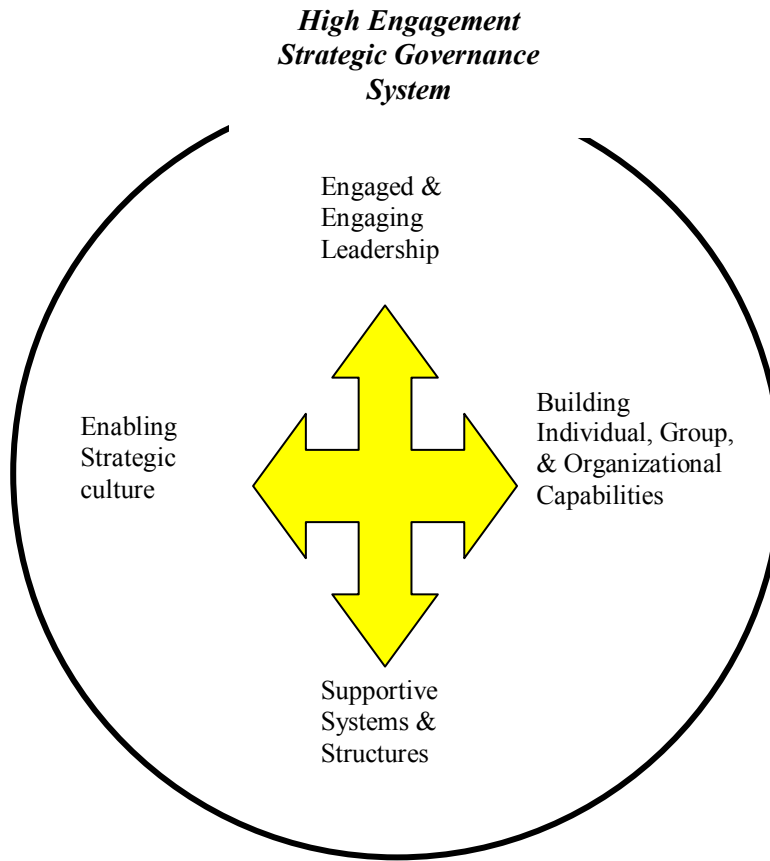 High Engagement
Strategic Governance
System
Engaged &
Engaging
Leadership
Enabling
Strategic
culture
Building
Individual, Group,
& Organizational
Capabilities
Supportive
Systems &
Structures